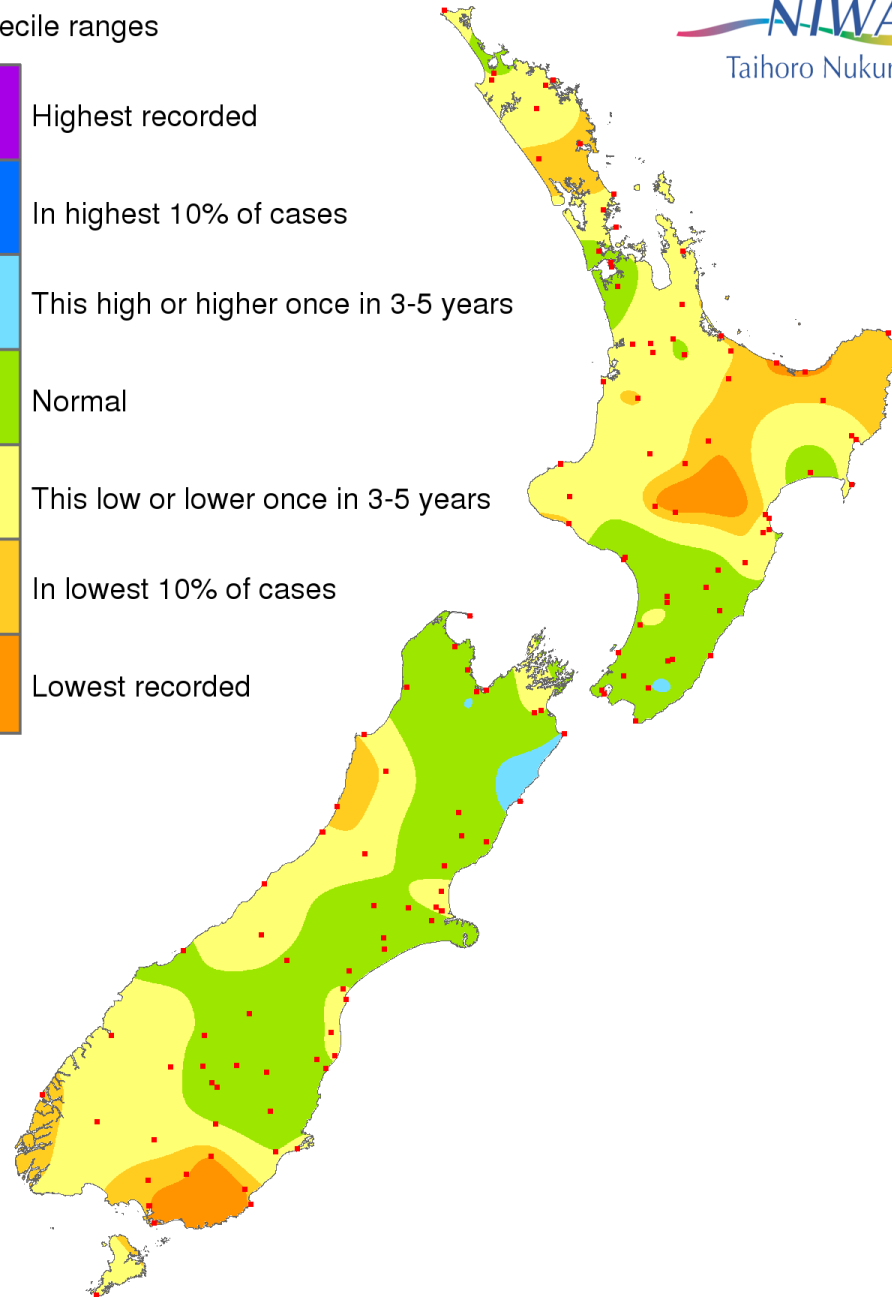 ecile ranges
NIWA
Taihoro Nukur
Highest recorded
In highest 10% of cases
This high or higher once in 3-5 years
Normal
This low or lower once in 3-5 years
In lowest 10% of cases
Lowest recorded